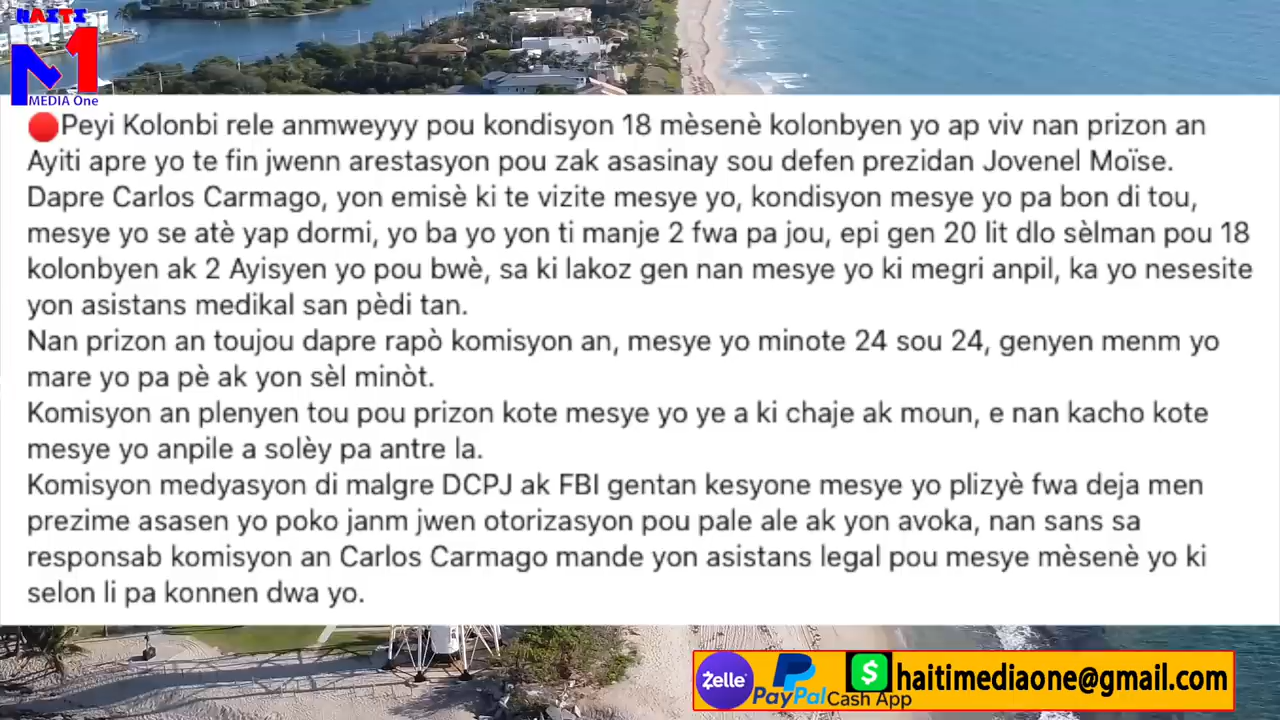 HAITI
M1
MEDIA One
🔴Peyi Kolonbi rele anmweyyy pou kondisyon 18 mèsenè kolonbyen yo ap viv nan prizon an
Ayiti apre yo te fin jwenn arestasyon pou zak asasinay sou defen prezidan Jovenel Moïse.
Dapre Carlos Carmago, yon emisè ki te vizite mesye yo, kondisyon mesye yo pa bon di tou,
mesye yo se atè yap dormi, yo ba yo yon ti manje 2 fwa pa jou, epi gen 20 lit dlo sèlman pou 18
kolonbyen ak 2 Ayisyen yo pou bwè, sa ki lakoz gen nan mesye yo ki megri anpil, ka yo nesesite
yon asistans medikal san pèdi tan.
Nan prizon an toujou dapre rapò komisyon an, mesye yo minote 24 sou 24, genyen menm yo
mare yo pa pè ak yon sèl minòt.
Komisyon an plenyen tou pou prizon kote mesye yo ye a ki chaje ak moun, e nan kacho kote
mesye yo anpile a solèy pa antre la.
Komisyon medyasyon di malgre DCPJ ak FBI gentan kesyone mesye yo plizyè fwa deja men
prezime asasen yo poko janm jwen otorizasyon pou pale ale ak yon avoka, nan sans sa
responsab komisyon an Carlos Carmago mande yon asistans legal pou mesye mèsenè yo ki
selon li pa konnen dwa yo.
Zelle
PayPal
$
Cash App
haitimediaone@gmail.com